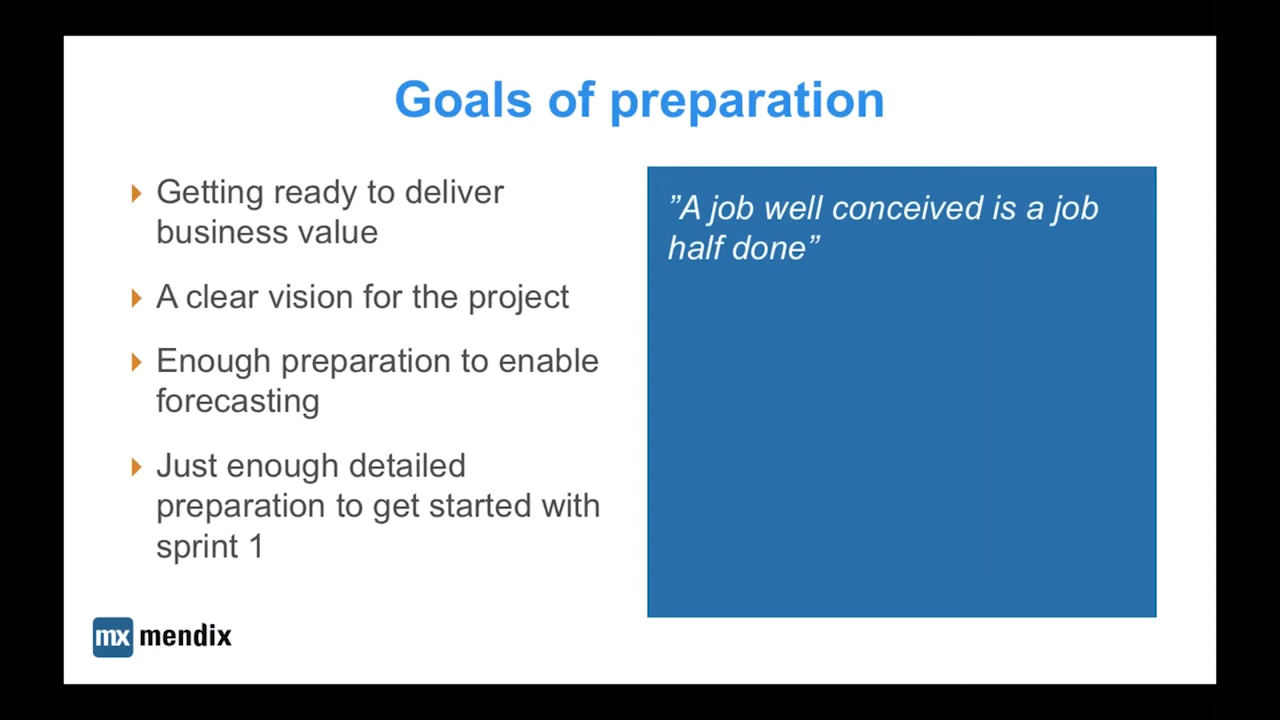 Goals of preparation
Getting ready to deliver
business value
A clear vision for the project
Enough preparation to enable
forecasting
Just enough detailed
preparation to get started with
sprint 1
”A job well conceived is a job
half done”
mx mendix